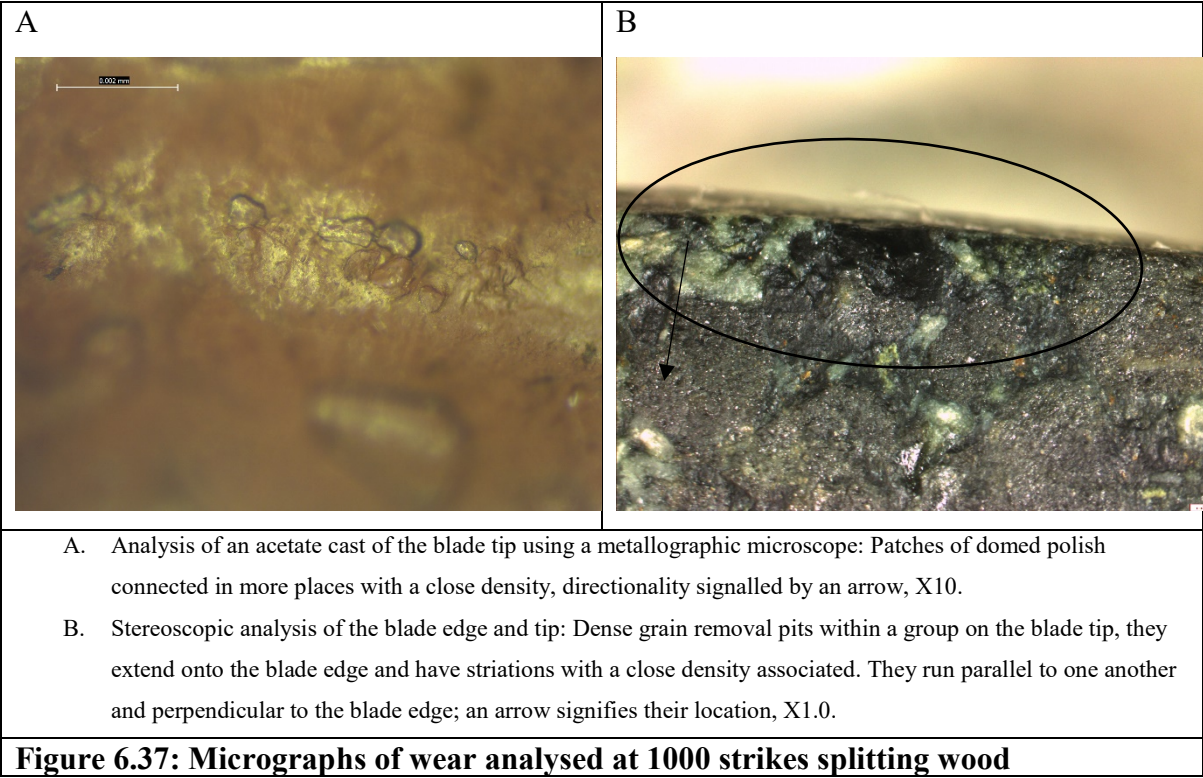 A
B
0.002 mm
A. Analysis of an acetate cast of the blade tip using a metallographic microscope: Patches of domed polish
connected in more places with a close density, directionality signalled by an arrow, X10.
B. Stereoscopic analysis of the blade edge and tip: Dense grain removal pits within a group on the blade tip, they
extend onto the blade edge and have striations with a close density associated. They run parallel to one another
and perpendicular to the blade edge; an arrow signifies their location, X1.0.
Figure 6.37: Micrographs of wear analysed at 1000 strikes splitting wood